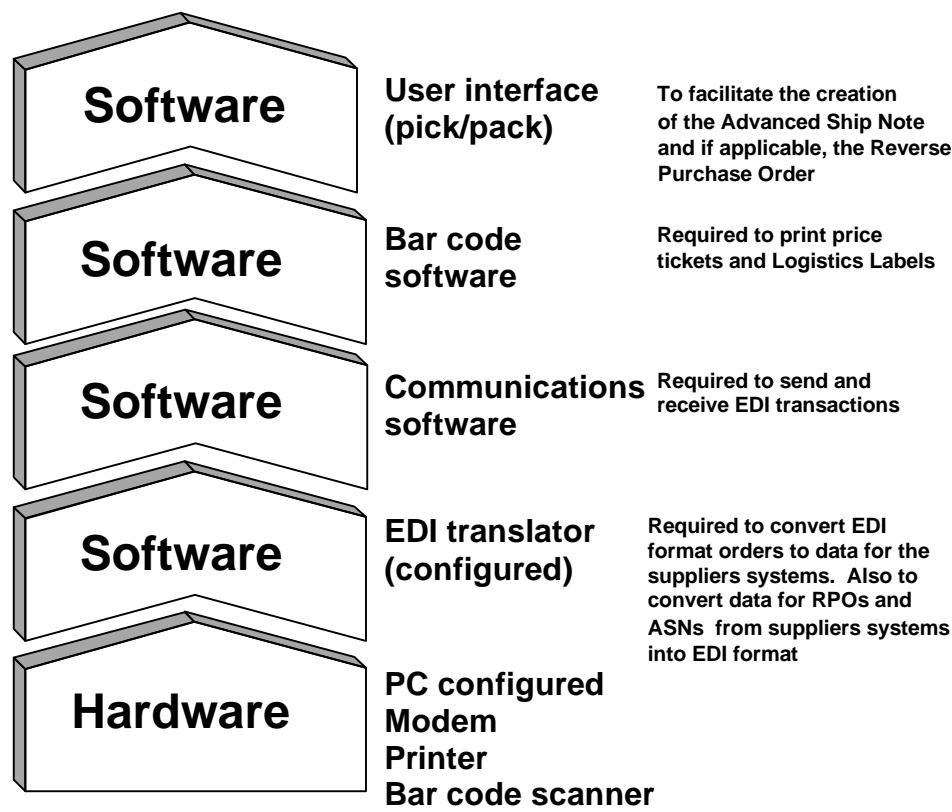 Software
User interface
(pick/pack)
To facilitate the creation
of the Advanced Ship Note
and if applicable, the Reverse
Purchase Order
Software
Bar code
software
Required to print price
tickets and Logistics Labels
Software
Communications
software
Required to send and
receive EDI transactions
Software
EDI translator
(configured)
Required to convert EDI
format orders to data for the
suppliers systems. Also to
convert data for RPOs and
ASNs from suppliers systems
into EDI format
Hardware
PC configured
Modem
Printer
Bar code scanner